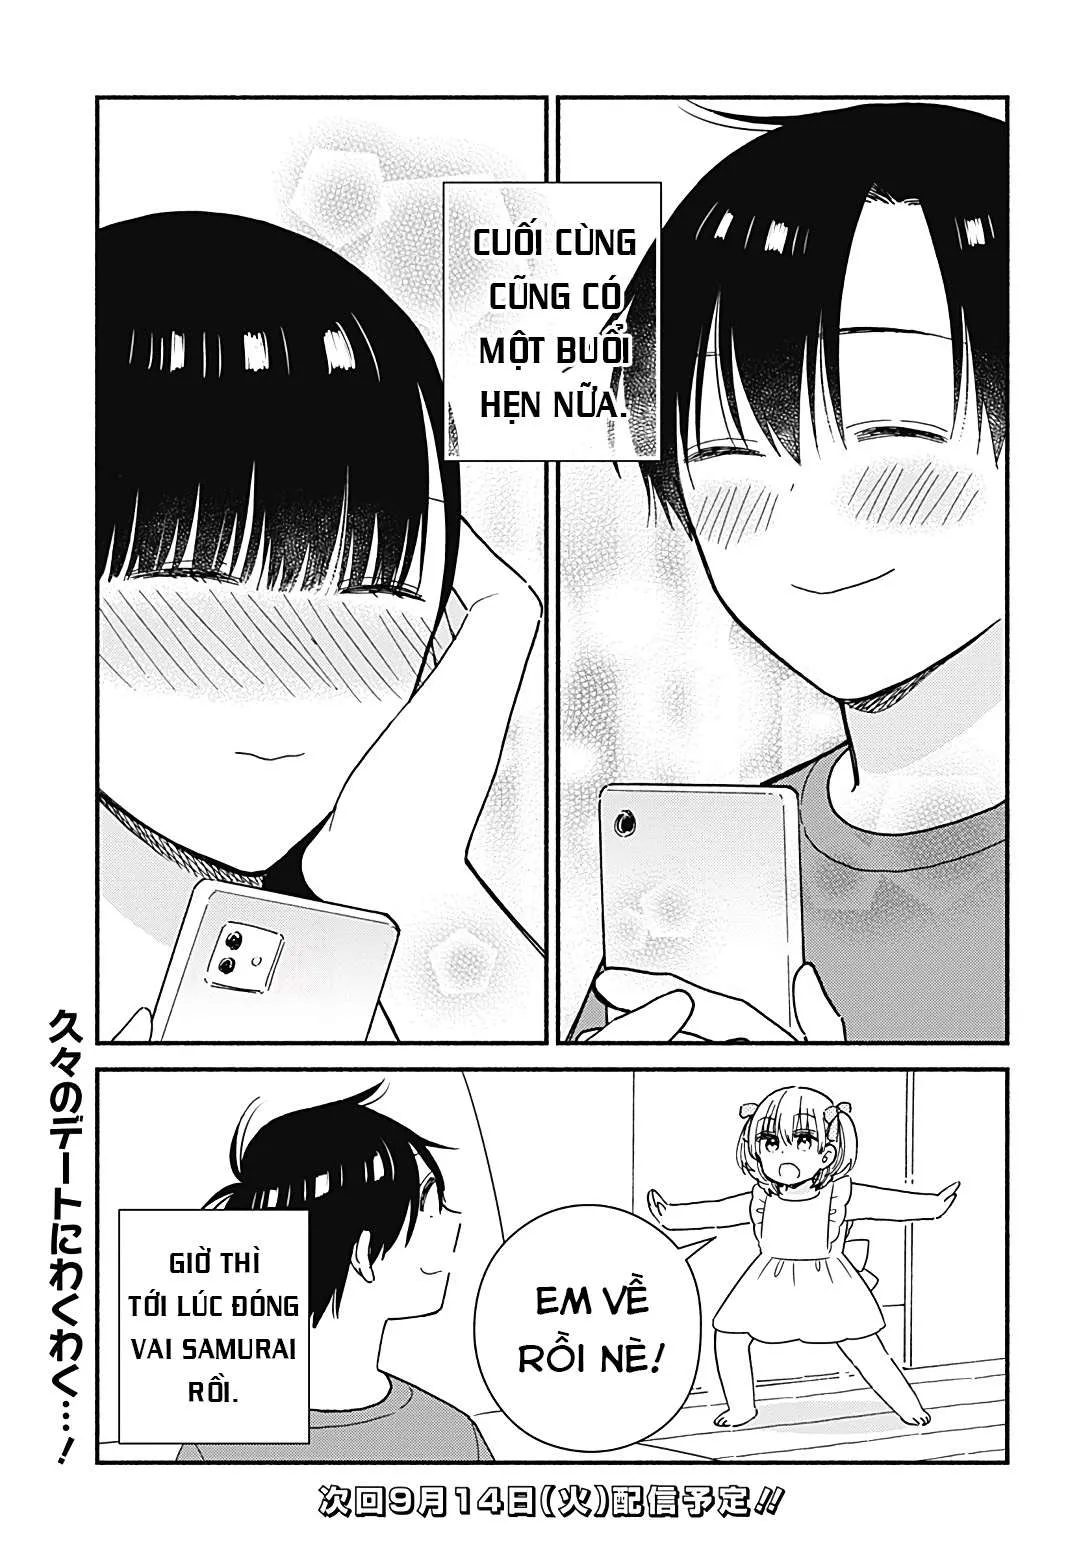 CUỐI CÙNG
CŨNG CÓ
MỘT BUỔI
HẸN NỮA.
GIỜ THÌ
TỚI LÚC ĐÓNG
VAI SAMURAI
RỒI.
EM VỀ
RỒI NÈ!
久々のデートにわくわく…!
次回9月14日(火)配信予定!!